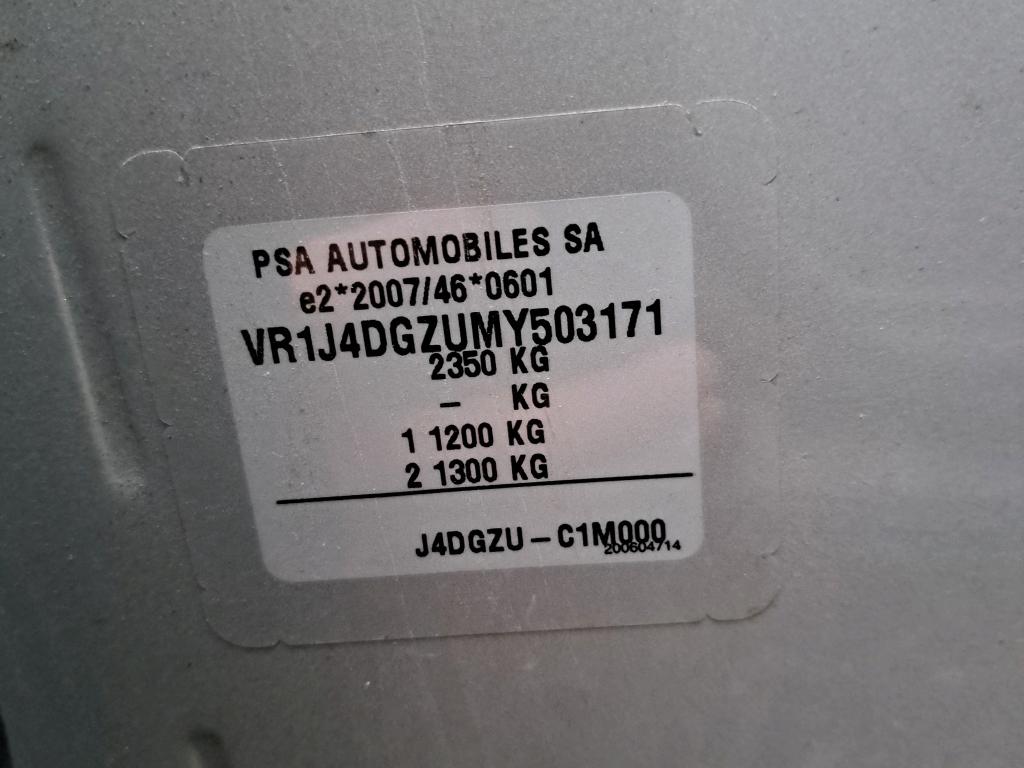 PSA AUTOMOBILES SA
e2*2007/46*0601
VR1J4DGZUMY503171
2350 KG
– KG
1 1200 KG
2 1300 KG
J4DGZU – C1M000
200604714